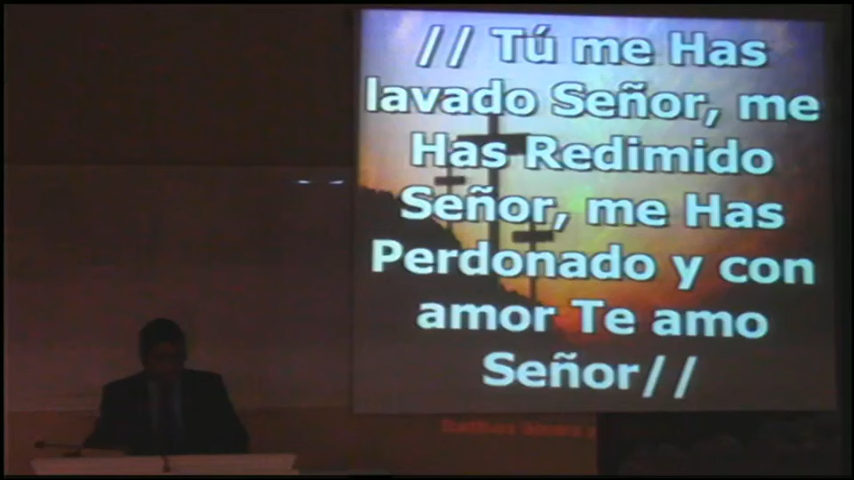 // Tú me Has
lavado Señor, me
Has Redimido
Señor, me Has
Perdonado y con
amor Te amo
Señor//